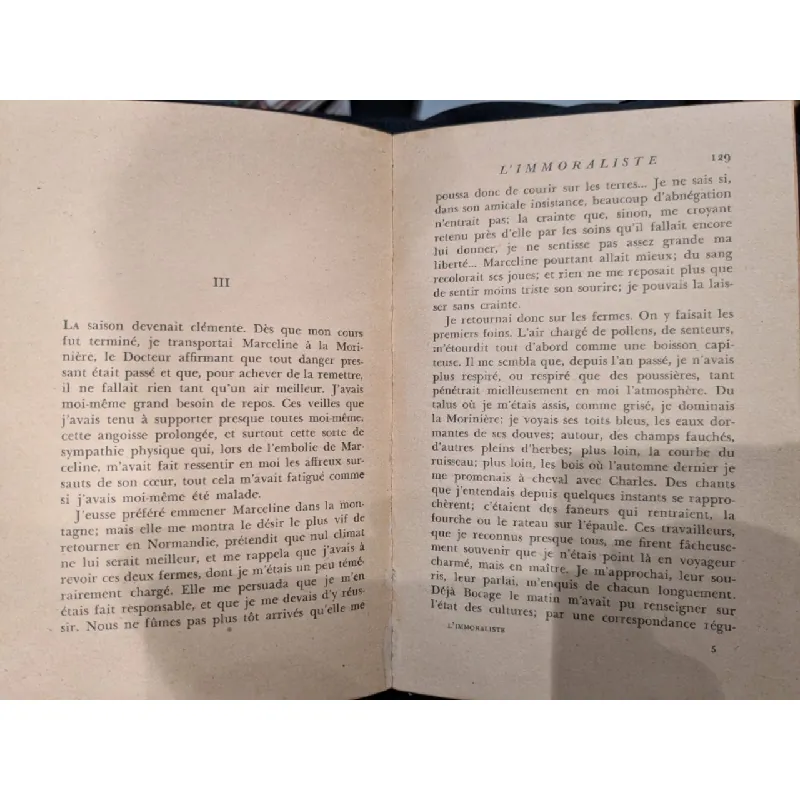 III
LA saison devenait clémente. Dès que mon cours
fut terminé, je transportai Marceline à la Mori-
nière, le Docteur affirmant que tout danger pres-
sant était passé et que, pour achever de la remettre,
il ne fallait rien tant qu'un air meilleur. J'avais
moi-même grand besoin de repos. Ces veilles que
j'avais tenu à supporter presque toutes moi-même,
cette angoisse prolongée, et surtout cette sorte de
sympathie physique qui, lors de l'embolie de Mar-
celine, m'avait fait ressentir en moi les affreux sur-
sauts de son cœur, tout cela m'avait fatigué comme
si j'avais moi-même été malade.
J'eusse préféré emmener Marceline dans la mon-
tagne; mais elle me montra le désir le plus vif de
retourner en Normandie, prétendit que nul climat
ne lui serait meilleur, et me rappela que j'avais à
revoir ces deux fermes, dont je m'étais un peu témé-
rairement chargé. Elle me persuada que je m'en
étais fait responsable, et que je me devais d'y réus-
sir. Nous ne fûmes pas plus tôt arrivés qu'elle me
L'IMMORALISTE 129
poussa donc de courir sur les terres... Je ne sais si,
dans son amicale insistance, beaucoup d'abnégation
n'entrait pas; la crainte que, sinon, me croyant
retenu près d'elle par les soins qu'il fallait encore
lui donner, je ne sentisse pas assez grande ma
liberté... Marceline pourtant allait mieux; du sang
recolorait ses joues; et rien ne me reposait plus que
de sentir moins triste son sourire; je pouvais la lais-
ser sans crainte.
Je retournai donc sur les fermes. On y faisait les
premiers foins. L'air chargé de pollens, de senteurs,
m'étourdit tout d'abord comme une boisson capi-
teuse. Il me sembla que, depuis l'an passé, je n'avais
plus respiré, ou respiré que des poussières, tant
pénétrait mielleusement en moi l'atmosphère. Du
talus où je m'étais assis, comme grisé, je dominais
la Morinière; je voyais ses toits bleus, les eaux dor-
mantes de ses douves; autour, des champs fauchés,
d'autres pleins d'herbes; plus loin, la courbe du
ruisseau; plus loin, les bois où l'automne dernier je
me promenais à cheval avec Charles. Des chants
que j'entendais depuis quelques instants se rappro-
chèrent; c'étaient des faneurs qui rentraient, la
fourche ou le rateau sur l'épaule. Ces travailleurs,
que je reconnus presque tous, me firent fâcheuse-
ment souvenir que je n'étais point là en voyageur
charmé, mais en maître. Je m'approchai, leur sou-
ris, leur parlai, m'enquis de chacun longuement.
Déjà Bocage le matin m'avait pu renseigner sur
l'état des cultures; par une correspondance régu-
L'IMMORALISTE
5